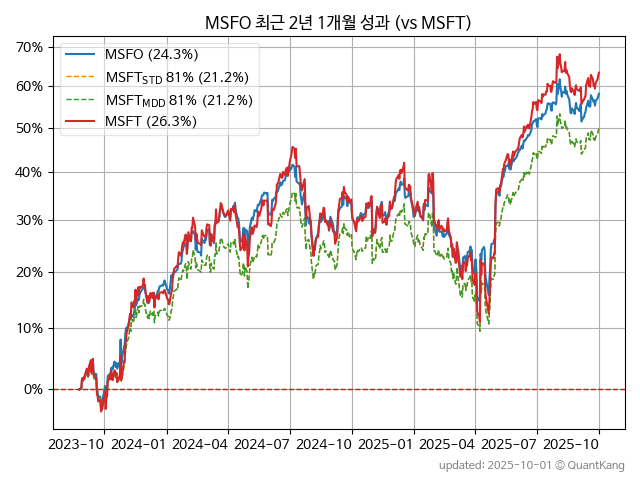 MSFO 최근 2년 1개월 성과 (vs MSFT)
MSFO (24.3%)
MSFT_STD 81% (21.2%)
MSFT_MDD 81% (21.2%)
MSFT (26.3%)
70%
60%
50%
40%
30%
20%
10%
0%
2023-10 2024-01 2024-04 2024-07 2024-10 2025-01 2025-04 2025-07 2025-10
updated: 2025-10-01 © QuantKang